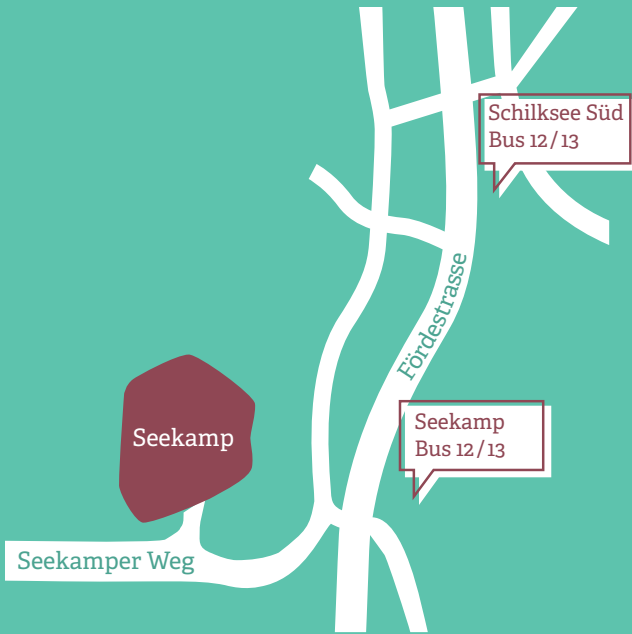 Schilksee Süd
Bus 12/13
Fördestrasse
Seekamp
Bus 12/13
Seekamp
Seekamper Weg